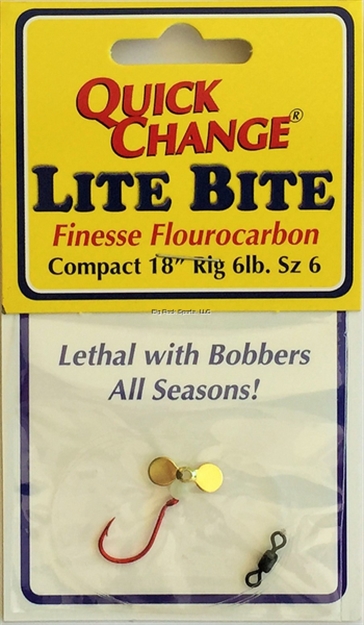 QUICK
CHANGE®
LITE BITE
Finesse Flourocarbon
Compact 18" Rig 6lb. Sz 6
Lethal with Bobbers
All Seasons!